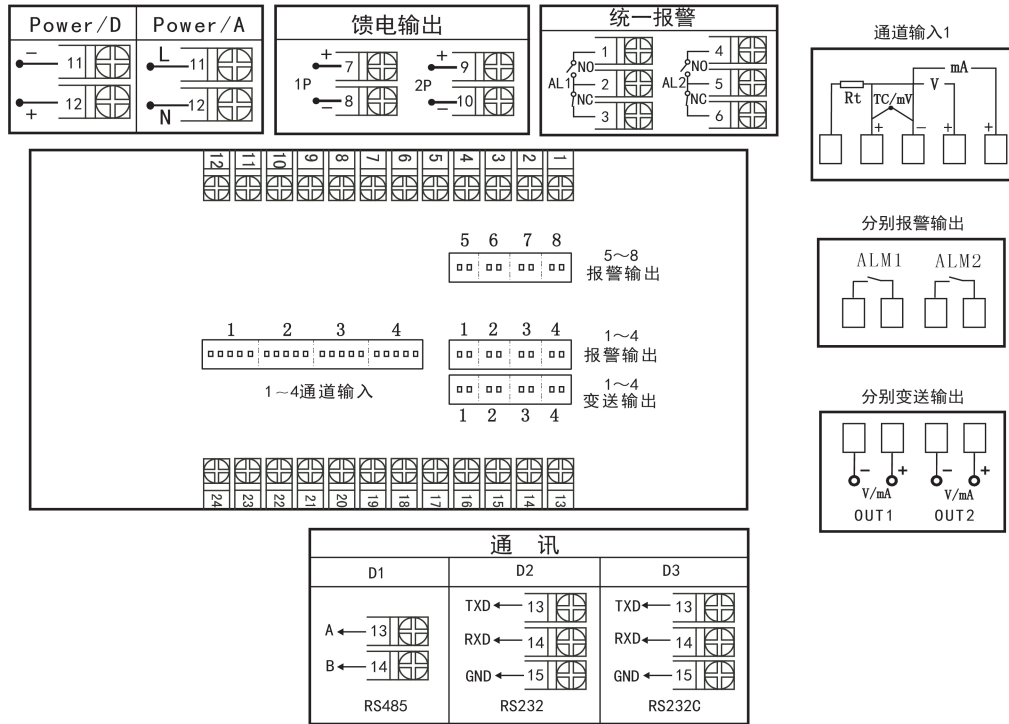 Power/D
Power/A
- 11
+ 12
L 11
N 12
馈电输出
1P + 7
- 8
2P + 9
- 10
统一报警
AL1 NO NC 1 2 3
AL2 NO NC 4 5 6
通道输入1
Rt TC/mV V mA
+ - + +
12 11 10 9 8 7 6 5 4 3 2 1
5 6 7 8
5~8
报警输出
1 2 3 4
1~4通道输入
1 2 3 4
1~4
报警输出
1~4
变送输出
1 2 3 4
24 23 22 21 20 19 18 17 16 15 14 13
分别报警输出
ALM1 ALM2
分别变送输出
- + - +
V/mA V/mA
OUT1 OUT2
通 讯
D1 D2 D3
A 13
B 14
RS485
TXD 13
RXD 14
GND 15
RS232
TXD 13
RXD 14
GND 15
RS232C